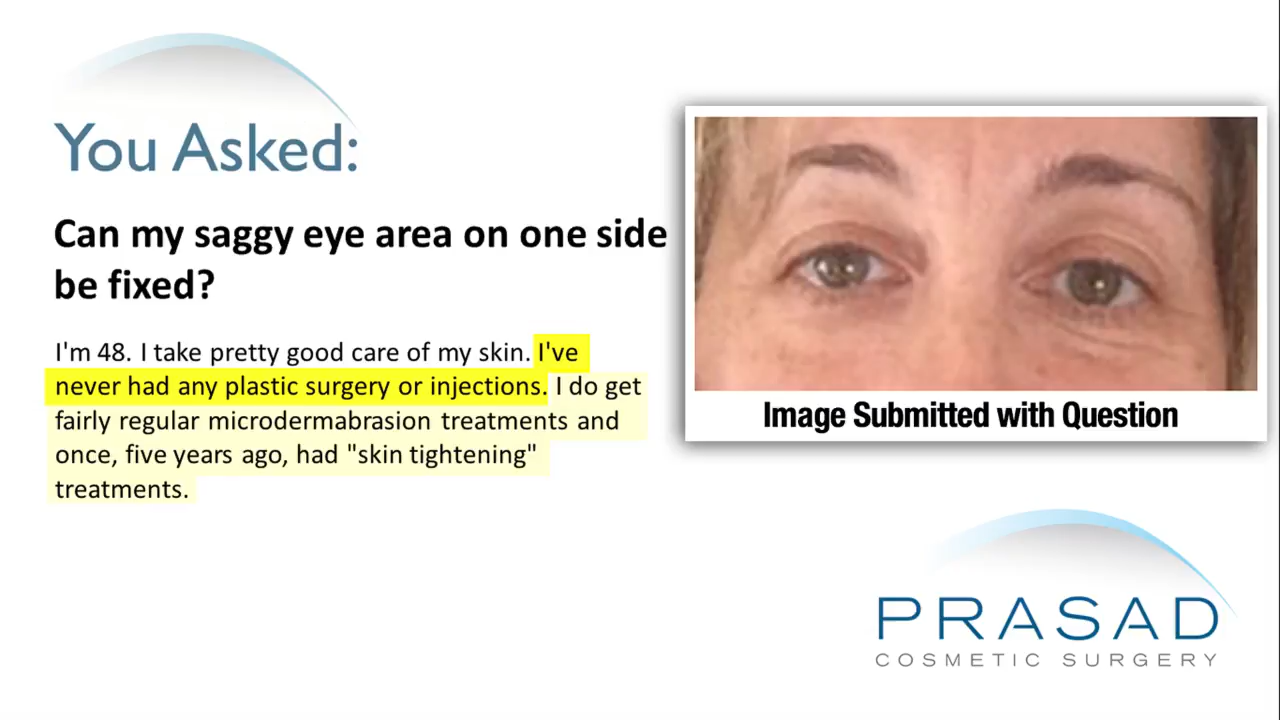 You Asked:
Can my saggy eye area on one side
be fixed?
I'm 48. I take pretty good care of my skin. I've
never had any plastic surgery or injections. I do get
fairly regular microdermabrasion treatments and
once, five years ago, had "skin tightening"
treatments.
Image Submitted with Question
PRASAD
COSMETIC SURGERY